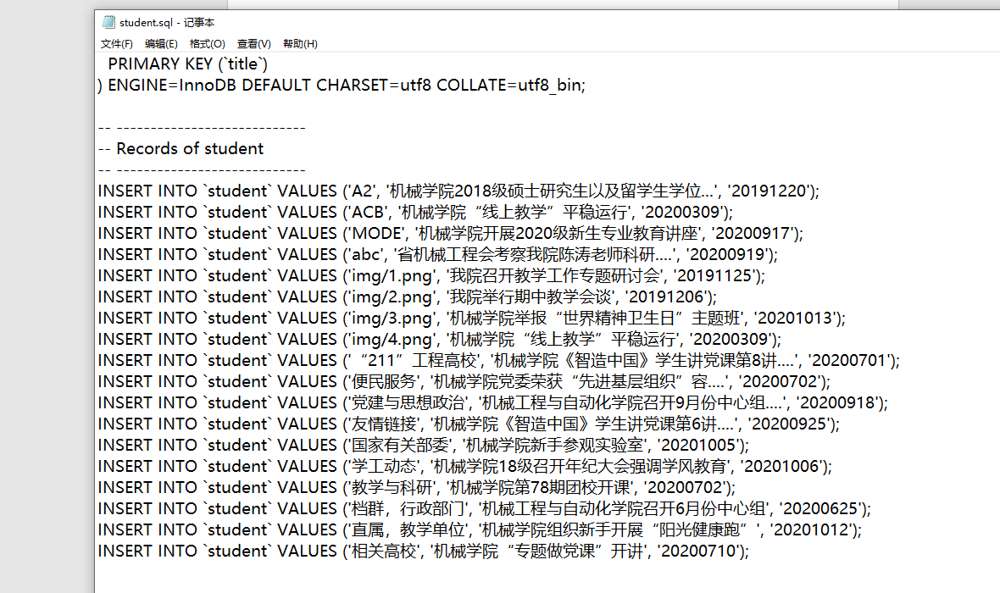 student.sql - 记事本
文件(F) 编辑(E) 格式(O) 查看(V) 帮助(H)
PRIMARY KEY (`title`)
) ENGINE=InnoDB DEFAULT CHARSET=utf8 COLLATE=utf8_bin;
-- ----------------------------
-- Records of student
-- ----------------------------
INSERT INTO `student` VALUES ('A2', '机械学院2018级硕士研究生以及留学生学位...', '20191220');
INSERT INTO `student` VALUES ('ACB', '机械学院“线上教学”平稳运行', '20200309');
INSERT INTO `student` VALUES ('MODE', '机械学院开展2020级新生专业教育讲座', '20200917');
INSERT INTO `student` VALUES ('abc', '省机械工程会考察我院陈涛老师科研....', '20200919');
INSERT INTO `student` VALUES ('img/1.png', '我院召开教学工作专题研讨会', '20191125');
INSERT INTO `student` VALUES ('img/2.png', '我院举行期中教学会谈', '20191206');
INSERT INTO `student` VALUES ('img/3.png', '机械学院举报“世界精神卫生日”主题班', '20201013');
INSERT INTO `student` VALUES ('img/4.png', '机械学院“线上教学”平稳运行', '20200309');
INSERT INTO `student` VALUES ('“211”工程高校', '机械学院《智造中国》学生讲党课第8讲....', '20200701');
INSERT INTO `student` VALUES ('便民服务', '机械学院党委荣获“先进基层组织”容....', '20200702');
INSERT INTO `student` VALUES ('党建与思想政治', '机械工程与自动化学院召开9月份中心组....', '20200918');
INSERT INTO `student` VALUES ('友情链接', '机械学院《智造中国》学生讲党课第6讲....', '20200925');
INSERT INTO `student` VALUES ('国家有关部委', '机械学院新手参观实验室', '20201005');
INSERT INTO `student` VALUES ('学工动态', '机械学院18级召开年纪大会强调学风教育', '20201006');
INSERT INTO `student` VALUES ('教学与科研', '机械学院第78期团校开课', '20200702');
INSERT INTO `student` VALUES ('档群，行政部门', '机械工程与自动化学院召开6月份中心组', '20200625');
INSERT INTO `student` VALUES ('直属，教学单位', '机械学院组织新手开展“阳光健康跑”', '20201012');
INSERT INTO `student` VALUES ('相关高校', '机械学院“专题做党课”开讲', '20200710');